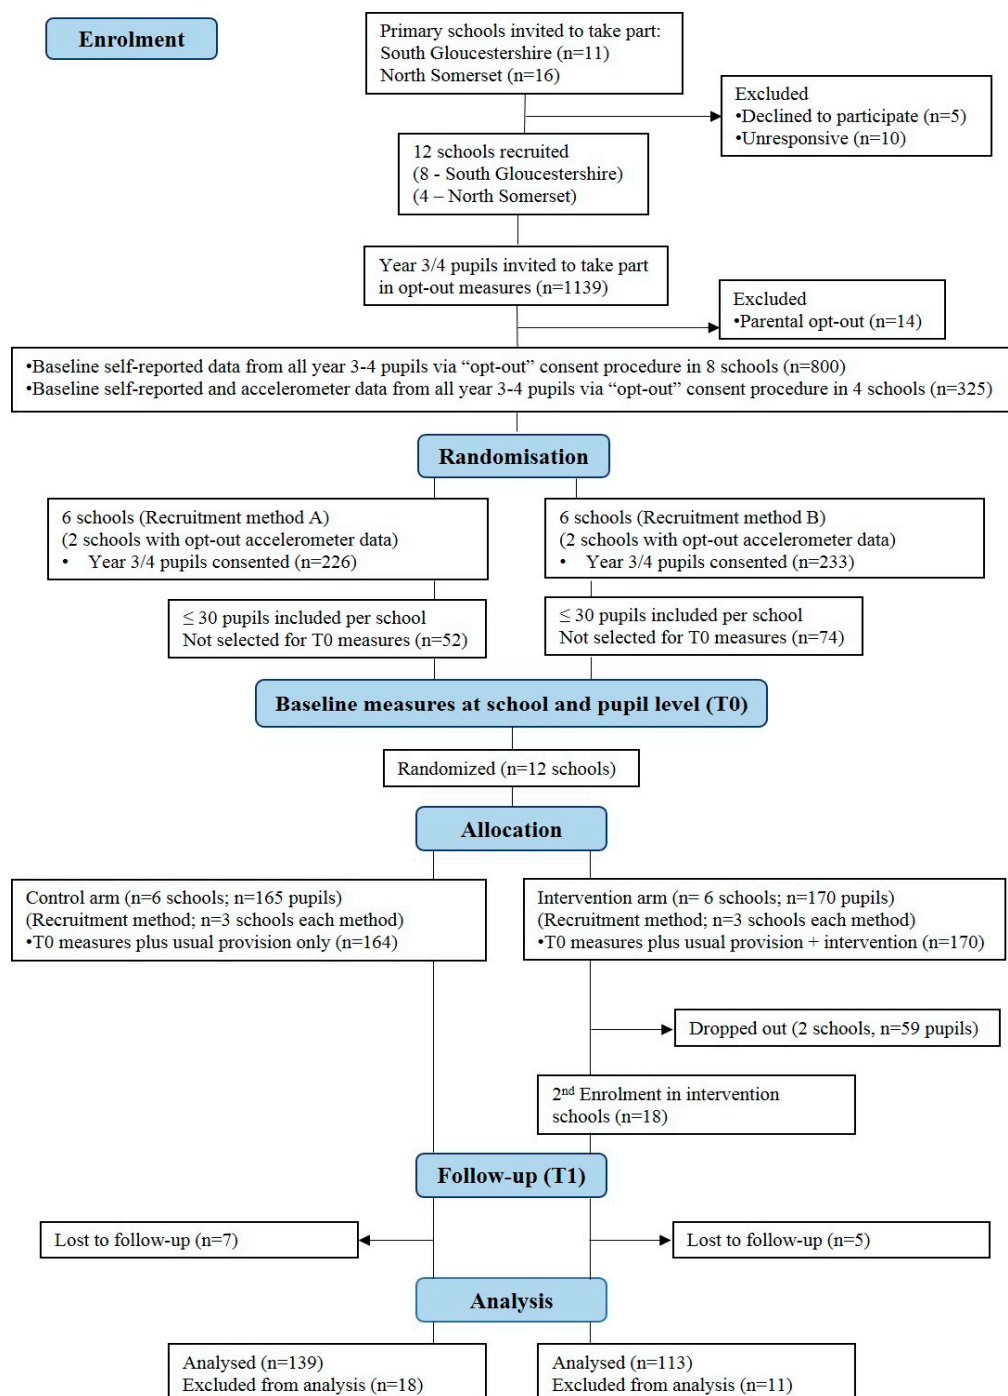 Enrolment
Primary schools invited to take part:
South Gloucestershire (n=11)
North Somerset (n=16)
Excluded
•Declined to participate (n=5)
•Unresponsive (n=10)
12 schools recruited
(8 - South Gloucestershire)
(4 – North Somerset)
Year 3/4 pupils invited to take part
in opt-out measures (n=1139)
Excluded
•Parental opt-out (n=14)
•Baseline self-reported data from all year 3-4 pupils via “opt-out” consent procedure in 8 schools (n=800)
•Baseline self-reported and accelerometer data from all year 3-4 pupils via “opt-out” consent procedure in 4 schools (n=325)
Randomisation
6 schools (Recruitment method A)
(2 schools with opt-out accelerometer data)
• Year 3/4 pupils consented (n=226)
6 schools (Recruitment method B)
(2 schools with opt-out accelerometer data)
• Year 3/4 pupils consented (n=233)
≤ 30 pupils included per school
Not selected for T0 measures (n=52)
≤ 30 pupils included per school
Not selected for T0 measures (n=74)
Baseline measures at school and pupil level (T0)
Randomized (n=12 schools)
Allocation
Control arm (n=6 schools; n=165 pupils)
(Recruitment method; n=3 schools each method)
•T0 measures plus usual provision only (n=164)
Intervention arm (n= 6 schools; n=170 pupils)
(Recruitment method; n=3 schools each method)
•T0 measures plus usual provision + intervention (n=170)
Dropped out (2 schools, n=59 pupils)
2nd Enrolment in intervention
schools (n=18)
Follow-up (T1)
Lost to follow-up (n=7)
Lost to follow-up (n=5)
Analysis
Analysed (n=139)
Excluded from analysis (n=18)
Analysed (n=113)
Excluded from analysis (n=11)